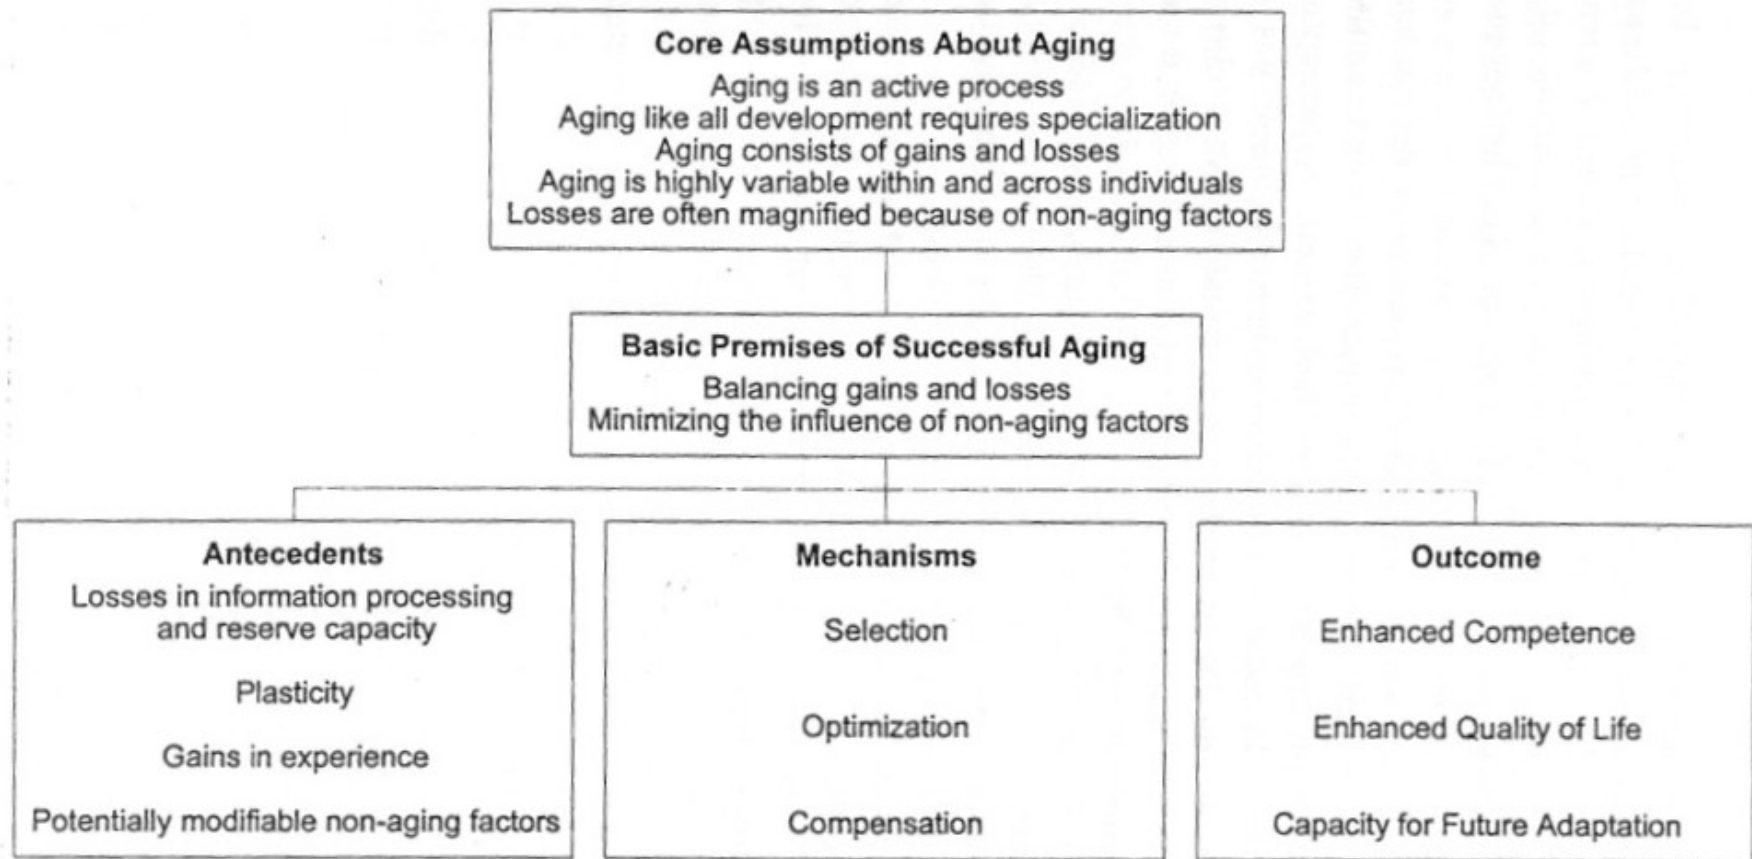 Core Assumptions About Aging
Aging is an active process
Aging like all development requires specialization
Aging consists of gains and losses
Aging is highly variable within and across individuals
Losses are often magnified because of non-aging factors
Basic Premises of Successful Aging
Balancing gains and losses
Minimizing the influence of non-aging factors
Antecedents
Losses in information processing
and reserve capacity
Plasticity
Gains in experience
Potentially modifiable non-aging factors
Mechanisms
Selection
Optimization
Compensation
Outcome
Enhanced Competence
Enhanced Quality of Life
Capacity for Future Adaptation